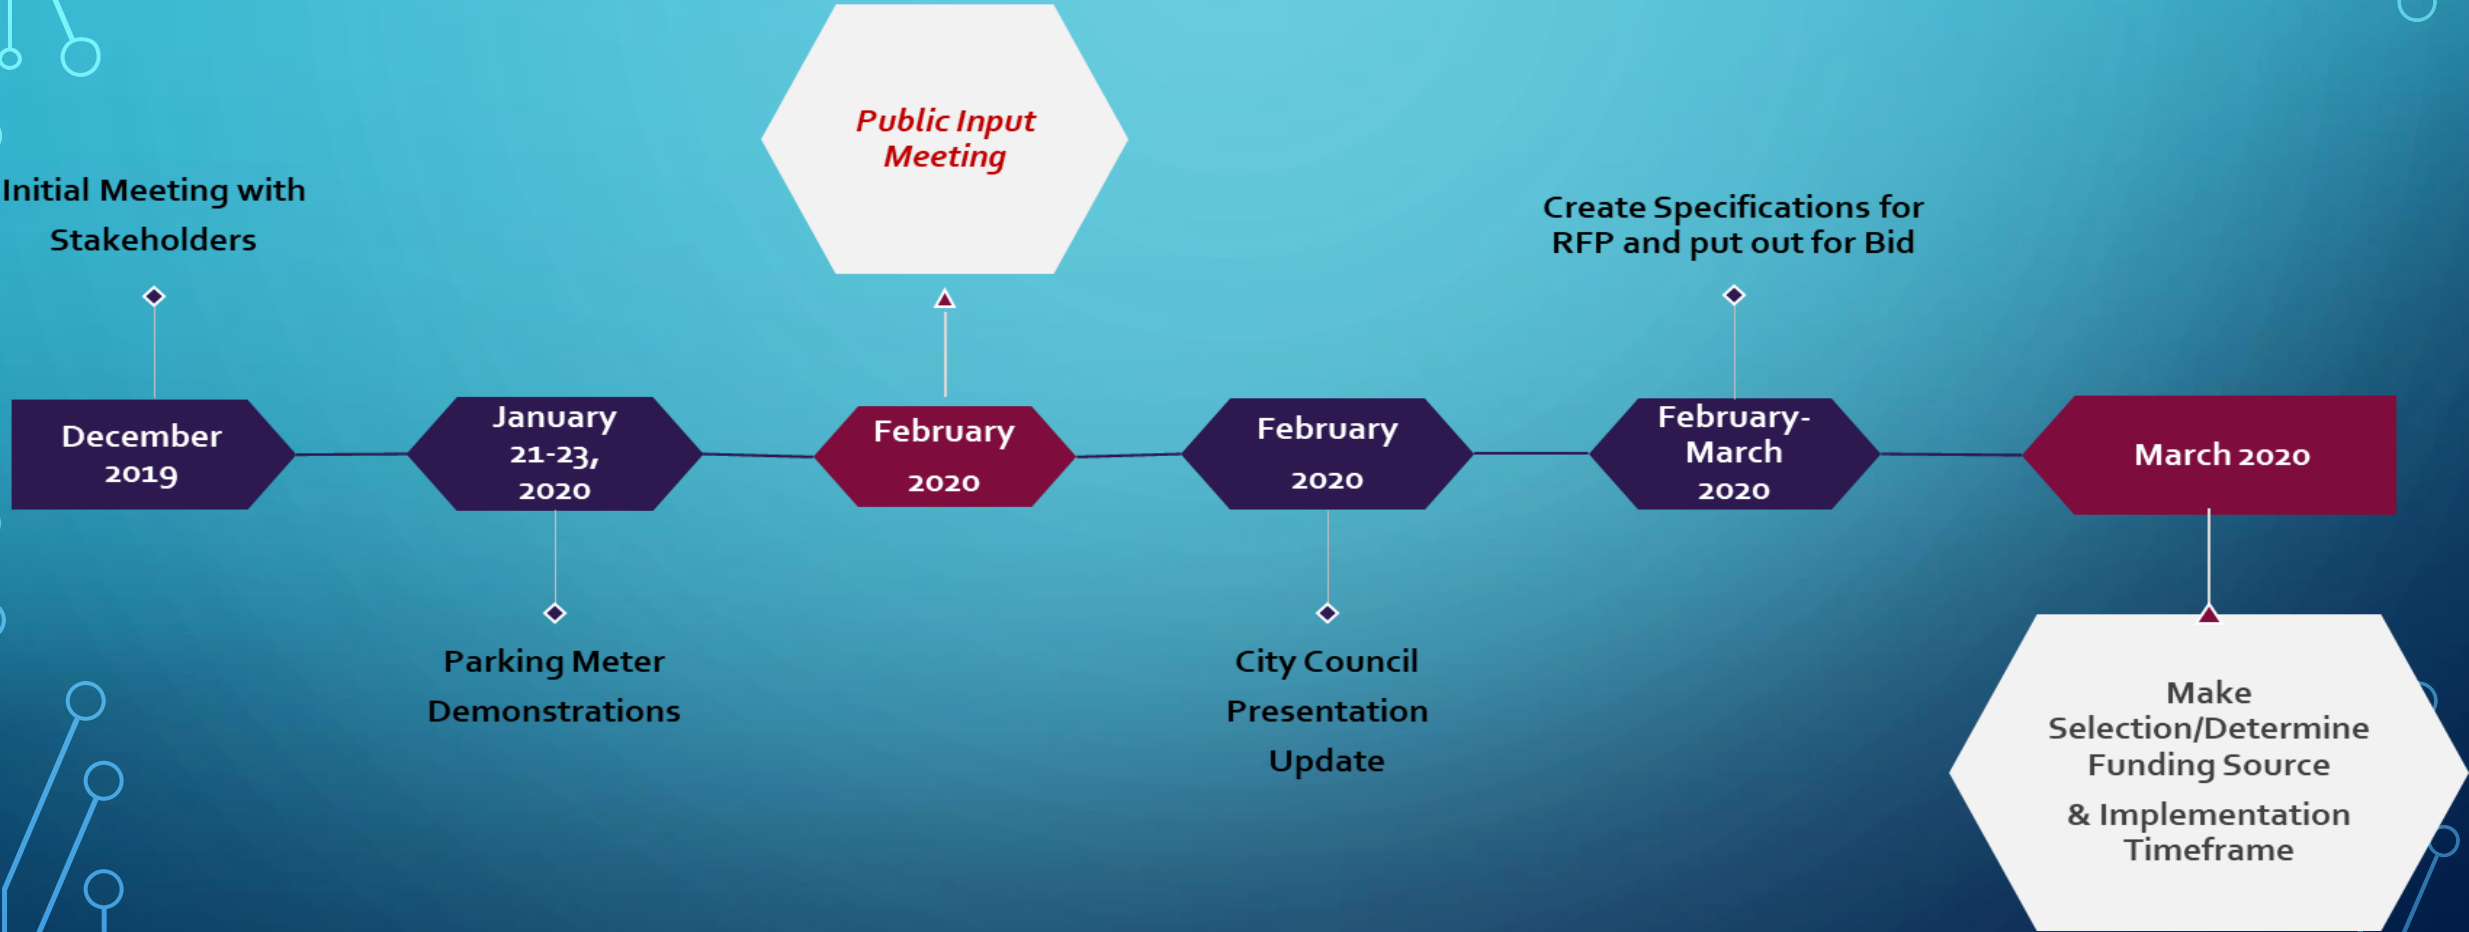 Public Input
Meeting
Initial Meeting with
Stakeholders
Create Specifications for
RFP and put out for Bid
December
2019
January
21-23,
2020
February
2020
February
2020
February-
March
2020
March 2020
Parking Meter
Demonstrations
City Council
Presentation
Update
Make
Selection/Determine
Funding Source
& Implementation
Timeframe